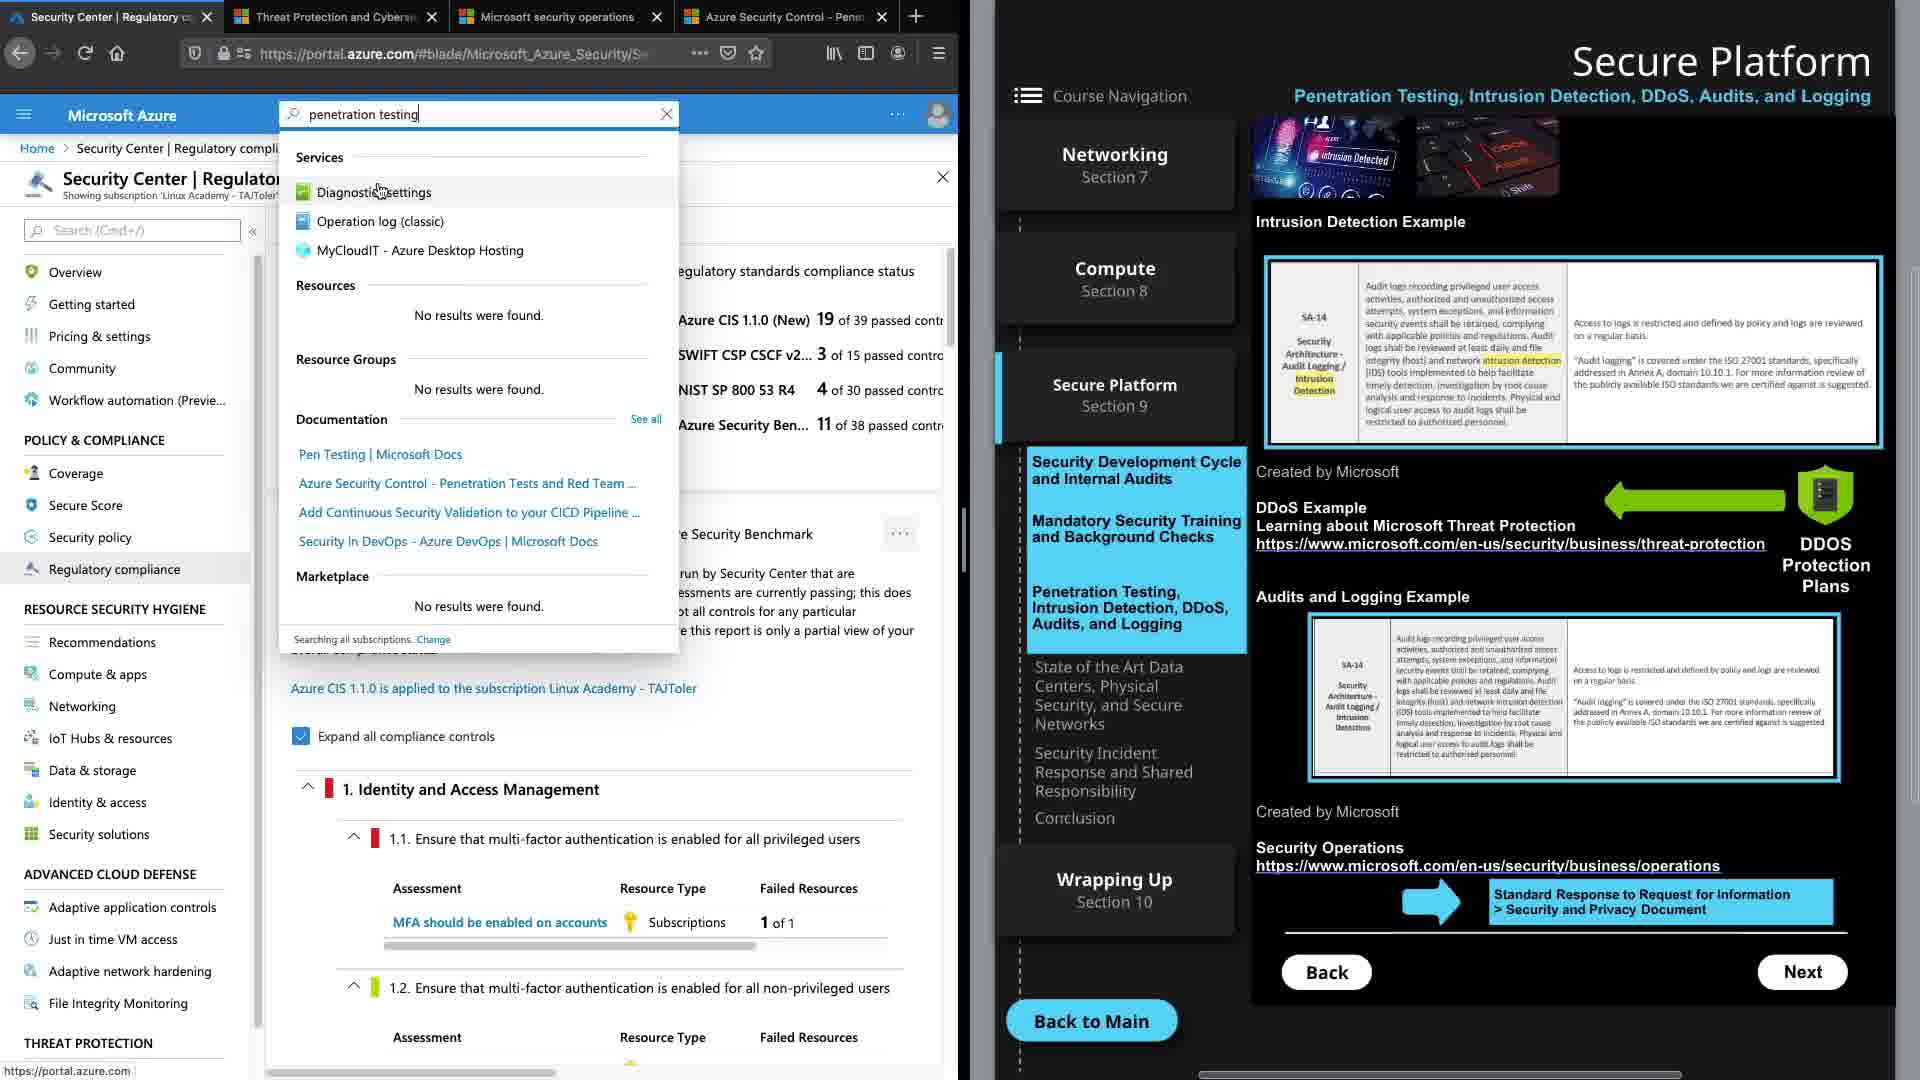 Security Center | Regulatory co
Threat Protection and Cybers
Microsoft security operations
Azure Security Control - Pene
https://portal.azure.com/#blade/Microsoft_Azure_Security/Se
Microsoft Azure
penetration testing
Home > Security Center | Regulatory compli
Security Center | Regulator
Showing subscription 'Linux Academy - TAJToler'
Search (Cmd+/)
«
Overview
Getting started
Pricing & settings
Community
Workflow automation (Previe...
POLICY & COMPLIANCE
Coverage
Secure Score
Security policy
Regulatory compliance
RESOURCE SECURITY HYGIENE
Recommendations
Compute & apps
Networking
IoT Hubs & resources
Data & storage
Identity & access
Security solutions
ADVANCED CLOUD DEFENSE
Adaptive application controls
Just in time VM access
Adaptive network hardening
File Integrity Monitoring
THREAT PROTECTION
https://portal.azure.com
Services
Diagnostic settings
Operation log (classic)
MyCloudIT - Azure Desktop Hosting
Resources
No results were found.
Resource Groups
No results were found.
Documentation
See all
Pen Testing | Microsoft Docs
Azure Security Control - Penetration Tests and Red Team ...
Add Continuous Security Validation to your CICD Pipeline ...
Security In DevOps - Azure DevOps | Microsoft Docs
Marketplace
No results were found.
Searching all subscriptions. Change
egulatory standards compliance status
Azure CIS 1.1.0 (New) 19 of 39 passed contr
SWIFT CSP CSCF v2... 3 of 15 passed contro
NIST SP 800 53 R4 4 of 30 passed contr
Azure Security Ben... 11 of 38 passed contr
e Security Benchmark
run by Security Center that are
essments are currently passing; this does
ot all controls for any particular
e this report is only a partial view of your
Azure CIS 1.1.0 is applied to the subscription Linux Academy - TAJToler
Expand all compliance controls
1. Identity and Access Management
1.1. Ensure that multi-factor authentication is enabled for all privileged users
Assessment Resource Type Failed Resources
MFA should be enabled on accounts Subscriptions 1 of 1
1.2. Ensure that multi-factor authentication is enabled for all non-privileged users
Assessment Resource Type Failed Resources
Secure Platform
Penetration Testing, Intrusion Detection, DDoS, Audits, and Logging
Course Navigation
Networking
Section 7
Compute
Section 8
Secure Platform
Section 9
Security Development Cycle
and Internal Audits
Mandatory Security Training
and Background Checks
Penetration Testing,
Intrusion Detection, DDoS,
Audits, and Logging
State of the Art Data
Centers, Physical
Security, and Secure
Networks
Security Incident
Response and Shared
Responsibility
Conclusion
Wrapping Up
Section 10
Back to Main
Intrusion Detected
DDOS
Shift
Intrusion Detection Example
SA-14
Security
Architecture -
Audit Logging /
Intrusion
Detection
Audit logs recording privileged user access
activities, authorized and unauthorized access
attempts, system exceptions, and information
security events shall be retained, complying
with applicable policies and regulations. Audit
logs shall be reviewed at least daily and file
integrity (host) and network intrusion detection
(IDS) tools implemented to help facilitate
timely detection, investigation by root cause
analysis and response to incidents. Physical and
logical user access to audit logs shall be
restricted to authorized personnel.
Access to logs is restricted and defined by policy and logs are reviewed
on a regular basis.
"Audit logging" is covered under the ISO 27001 standards, specifically
addressed in Annex A, domain 10.10.1. For more information review of
the publicly available ISO standards we are certified against is suggested.
Created by Microsoft
DDoS Example
Learning about Microsoft Threat Protection
https://www.microsoft.com/en-us/security/business/threat-protection
DDOS
Protection
Plans
Audits and Logging Example
SA-14
Security
Architecture -
Audit Logging /
Intrusion
Detection
Audit logs recording privileged user access
activities, authorized and unauthorized access
attempts, system exceptions, and information
security events shall be retained, complying
with applicable policies and regulations. Audit
logs shall be reviewed at least daily and file
integrity (host) and network intrusion detection
(IDS) tools implemented to help facilitate
timely detection, investigation by root cause
analysis and response to incidents. Physical and
logical user access to audit logs shall be
restricted to authorized personnel.
Access to logs is restricted and defined by policy and logs are reviewed
on a regular basis.
"Audit logging" is covered under the ISO 27001 standards, specifically
addressed in Annex A, domain 10.10.1. For more information review of
the publicly available ISO standards we are certified against is suggested
Created by Microsoft
Security Operations
https://www.microsoft.com/en-us/security/business/operations
Standard Response to Request for Information
> Security and Privacy Document
Back
Next